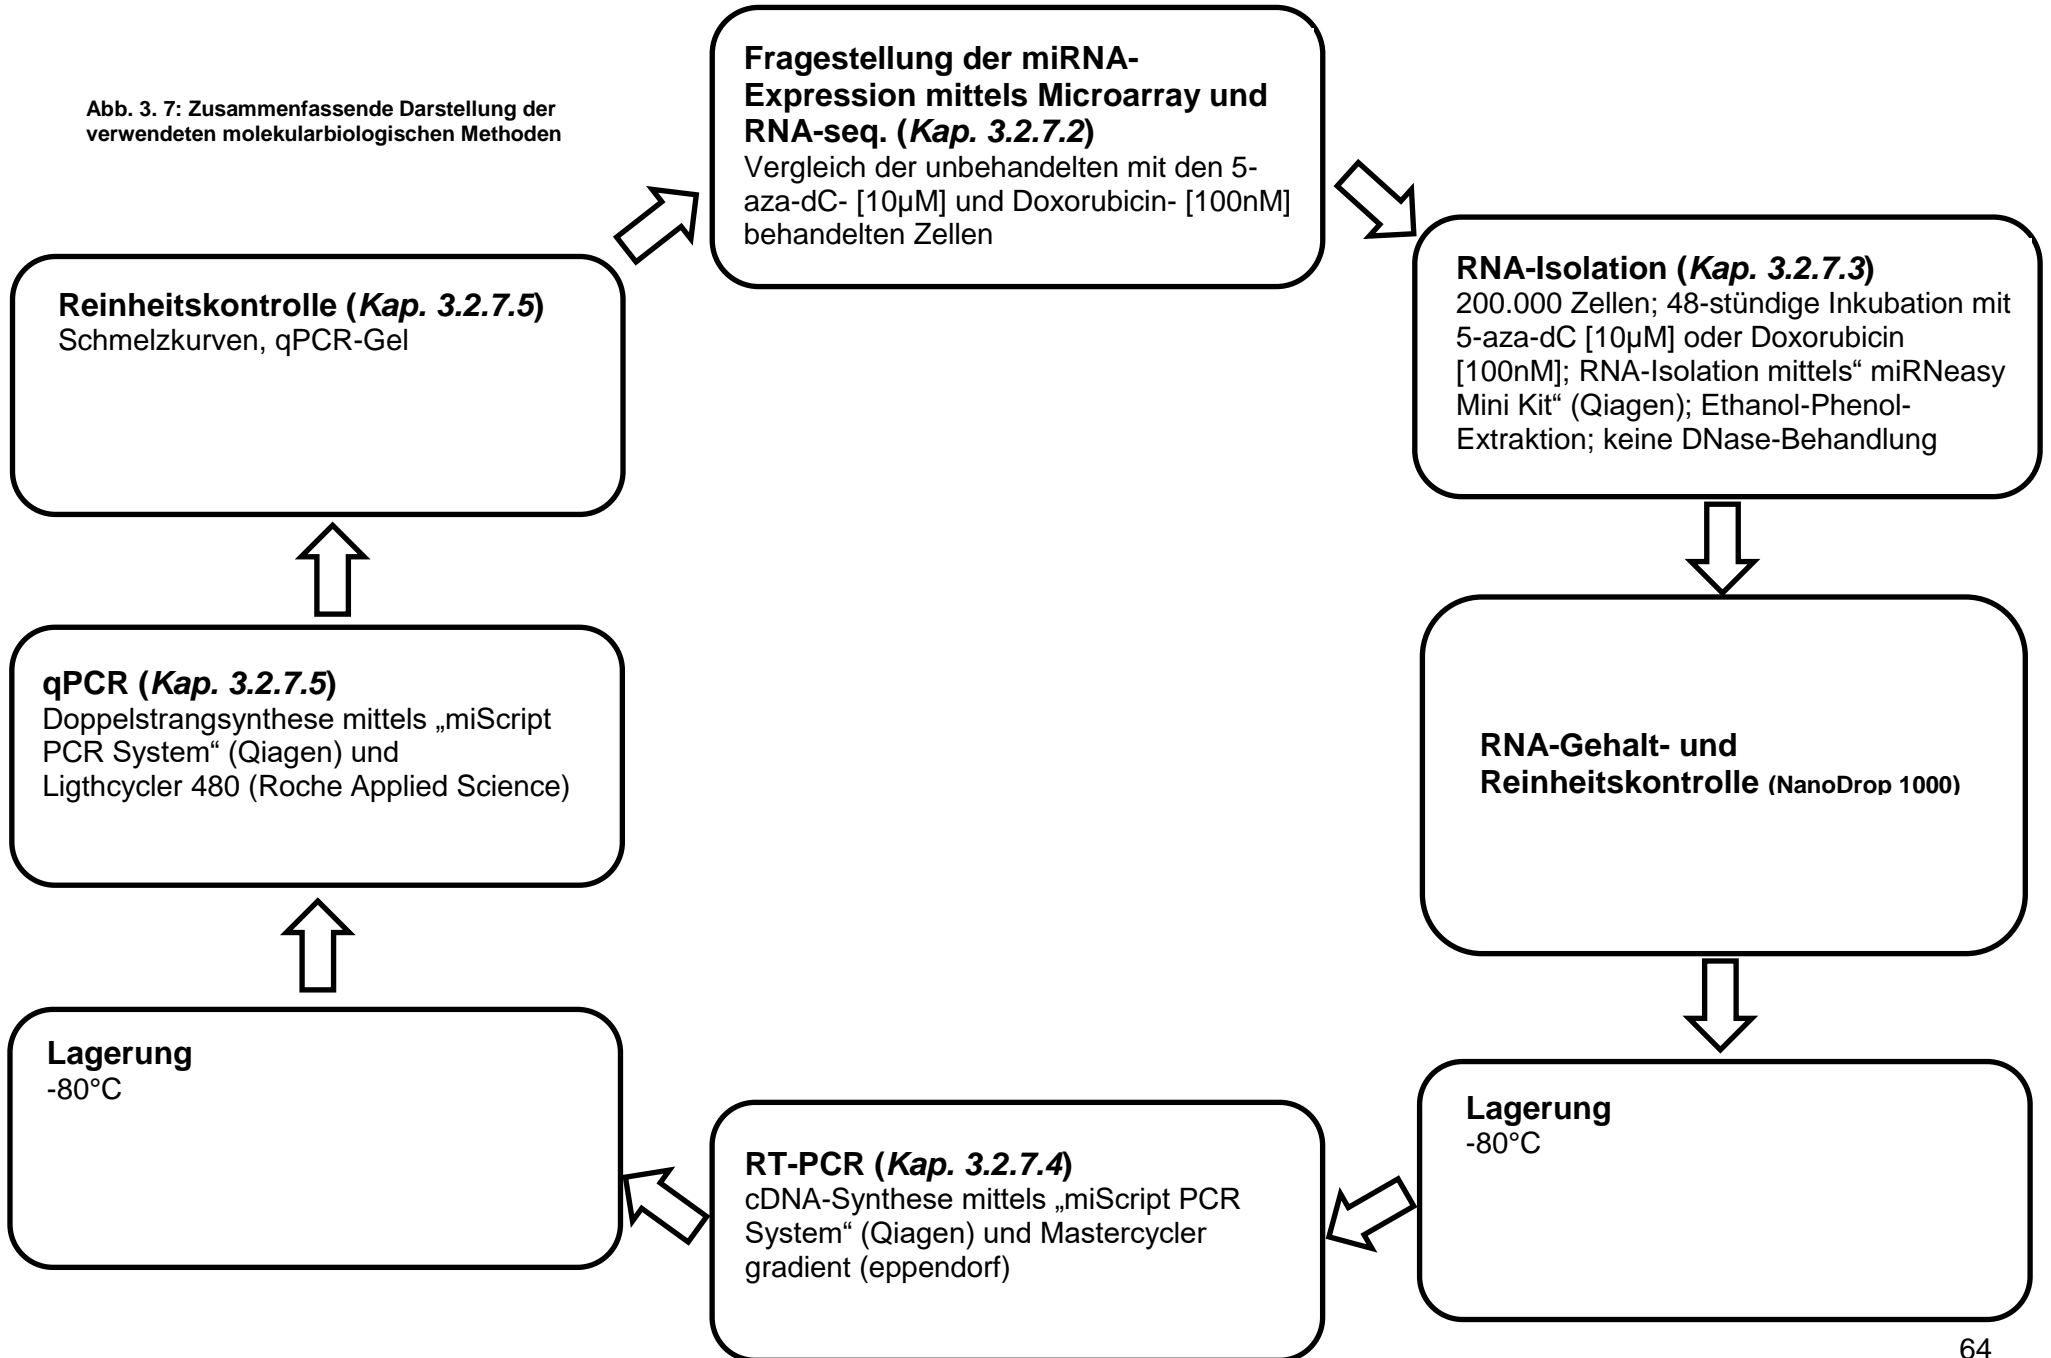 Abb. 3. 7: Zusammenfassende Darstellung der
verwendeten molekularbiologischen Methoden
Fragestellung der miRNA-
Expression mittels Microarray und
RNA-seq. (Kap. 3.2.7.2)
Vergleich der unbehandelten mit den 5-
aza-dC- [10µM] und Doxorubicin- [100nM]
behandelten Zellen
RNA-Isolation (Kap. 3.2.7.3)
200.000 Zellen; 48-stündige Inkubation mit
5-aza-dC [10µM] oder Doxorubicin
[100nM]; RNA-Isolation mittels“ miRNeasy
Mini Kit“ (Qiagen); Ethanol-Phenol-
Extraktion; keine DNase-Behandlung
RNA-Gehalt- und
Reinheitskontrolle (NanoDrop 1000)
Lagerung
-80°C
RT-PCR (Kap. 3.2.7.4)
cDNA-Synthese mittels „miScript PCR
System“ (Qiagen) und Mastercycler
gradient (eppendorf)
Lagerung
-80°C
qPCR (Kap. 3.2.7.5)
Doppelstrangsynthese mittels „miScript
PCR System“ (Qiagen) und
Ligthcycler 480 (Roche Applied Science)
Reinheitskontrolle (Kap. 3.2.7.5)
Schmelzkurven, qPCR-Gel
64